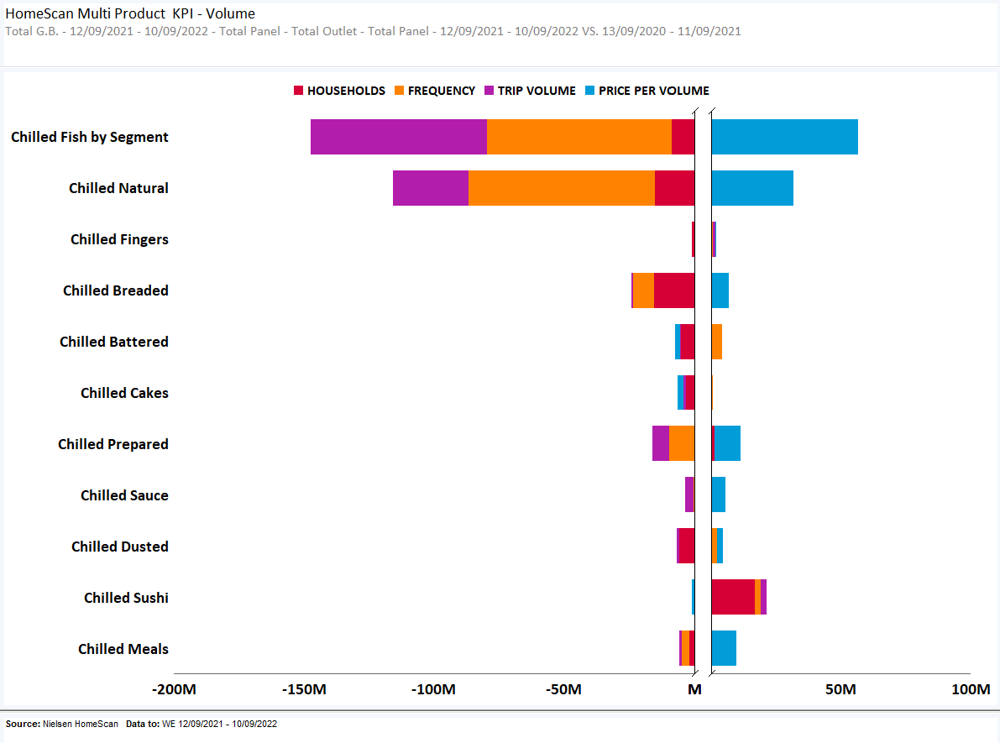 HomeScan Multi Product  KPI - Volume
Total G.B. - 12/09/2021 - 10/09/2022 - Total Panel - Total Outlet - Total Panel - 12/09/2021 - 10/09/2022 VS. 13/09/2020 - 11/09/2021
HOUSEHOLDS FREQUENCY TRIP VOLUME PRICE PER VOLUME
Chilled Fish by Segment
Chilled Natural
Chilled Fingers
Chilled Breaded
Chilled Battered
Chilled Cakes
Chilled Prepared
Chilled Sauce
Chilled Dusted
Chilled Sushi
Chilled Meals
-200M -150M -100M -50M M 50M 100M
Source: Nielsen HomeScan Data to: WE 12/09/2021 - 10/09/2022